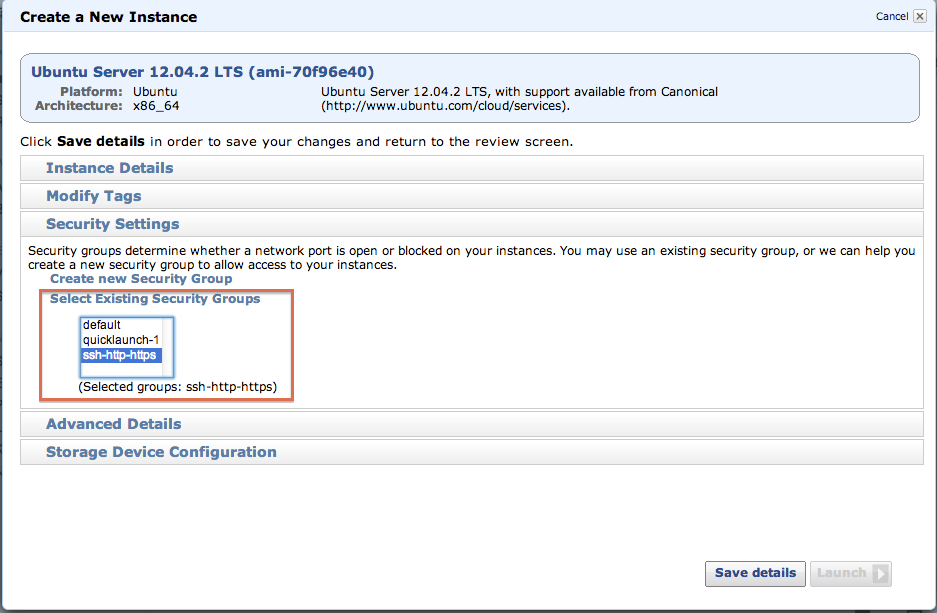 Create a New Instance
Cancel
Ubuntu Server 12.04.2 LTS (ami-70f96e40)
Platform: Ubuntu
Ubuntu Server 12.04.2 LTS, with support available from Canonical
Architecture: x86_64
(http://www.ubuntu.com/cloud/services).
Click Save details in order to save your changes and return to the review screen.
Instance Details
Modify Tags
Security Settings
Security groups determine whether a network port is open or blocked on your instances. You may use an existing security group, or we can help you
create a new security group to allow access to your instances.
Create new Security Group
Select Existing Security Groups
default
quicklaunch-1
ssh-http-https
(Selected groups: ssh-http-https)
Advanced Details
Storage Device Configuration
Save details
Launch